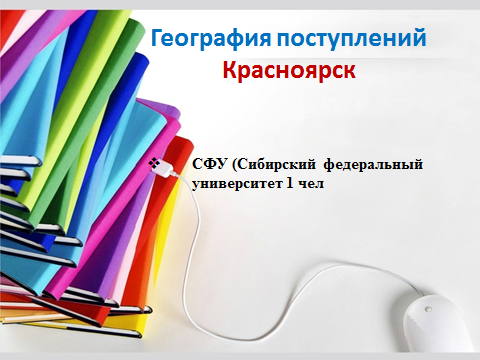 География поступлений
Красноярск
СФУ (Сибирский федеральный
университет 1 чел